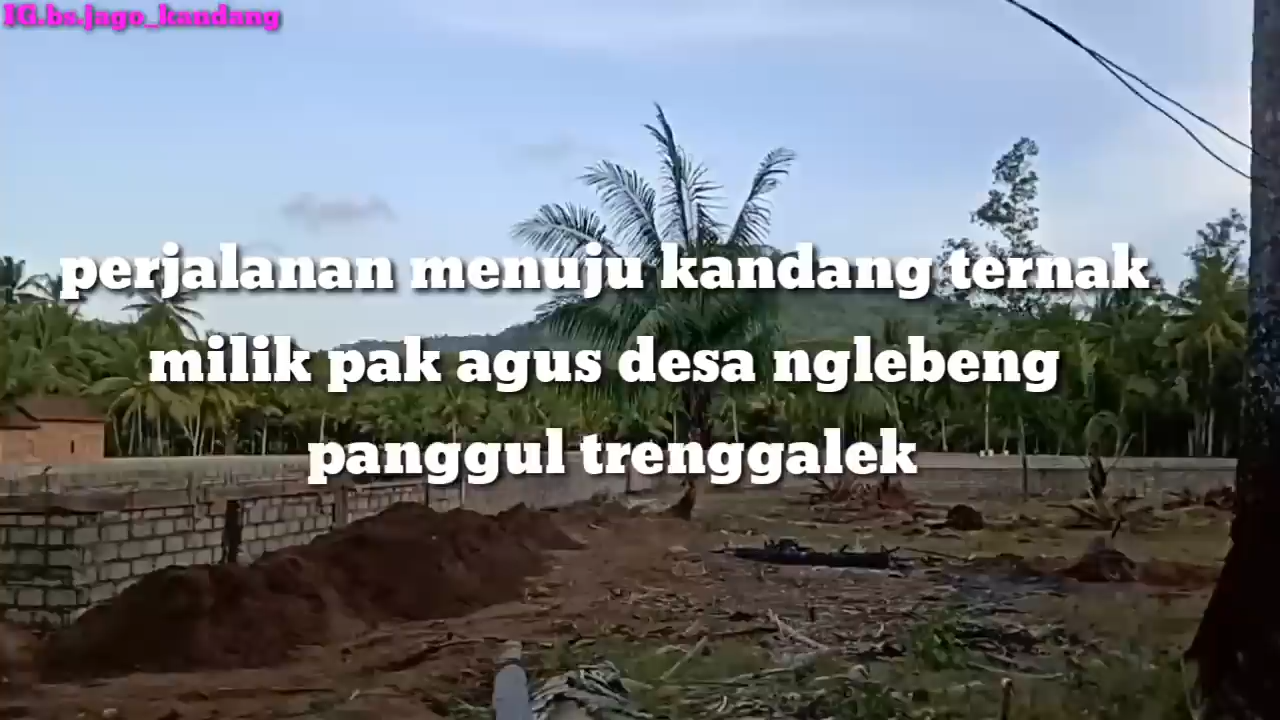 IG.bs.Jago_kandang
perjalanan menuju kandang ternak
milik pak agus desa nglebeng
panggul trenggalek